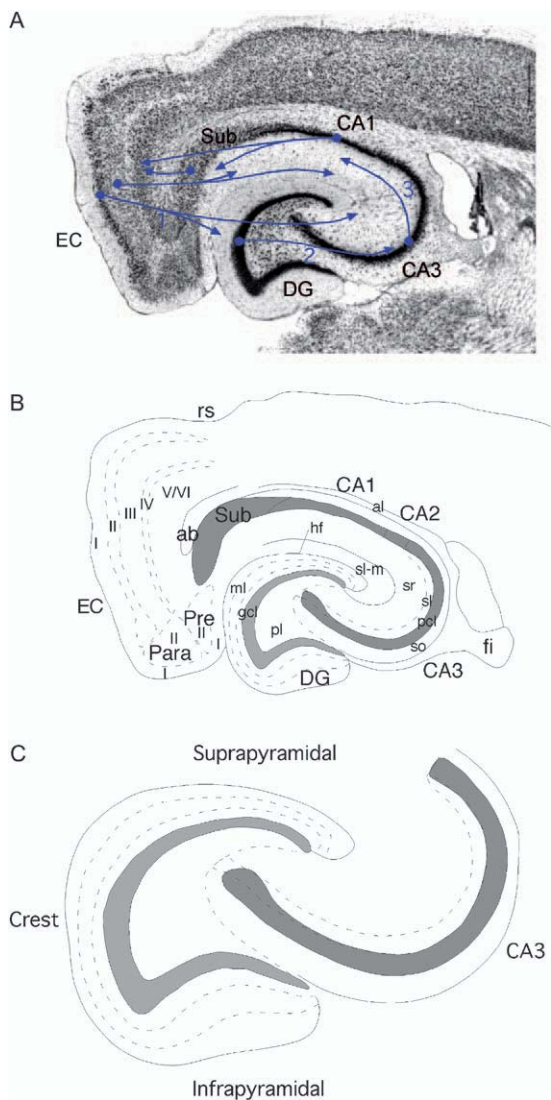 A
Sub
CA1
3
1
EC
2
CA3
DG
B
rs
V/VI
IV
III
II
I
CA1
al
CA2
Sub
ab
hf
sl-m
sr
sl
ml
gcl
pcl
EC
Pre
II
I
pl
so
II
Para
I
DG
CA3
fi
C
Suprapyramidal
Crest
CA3
Infrapyramidal